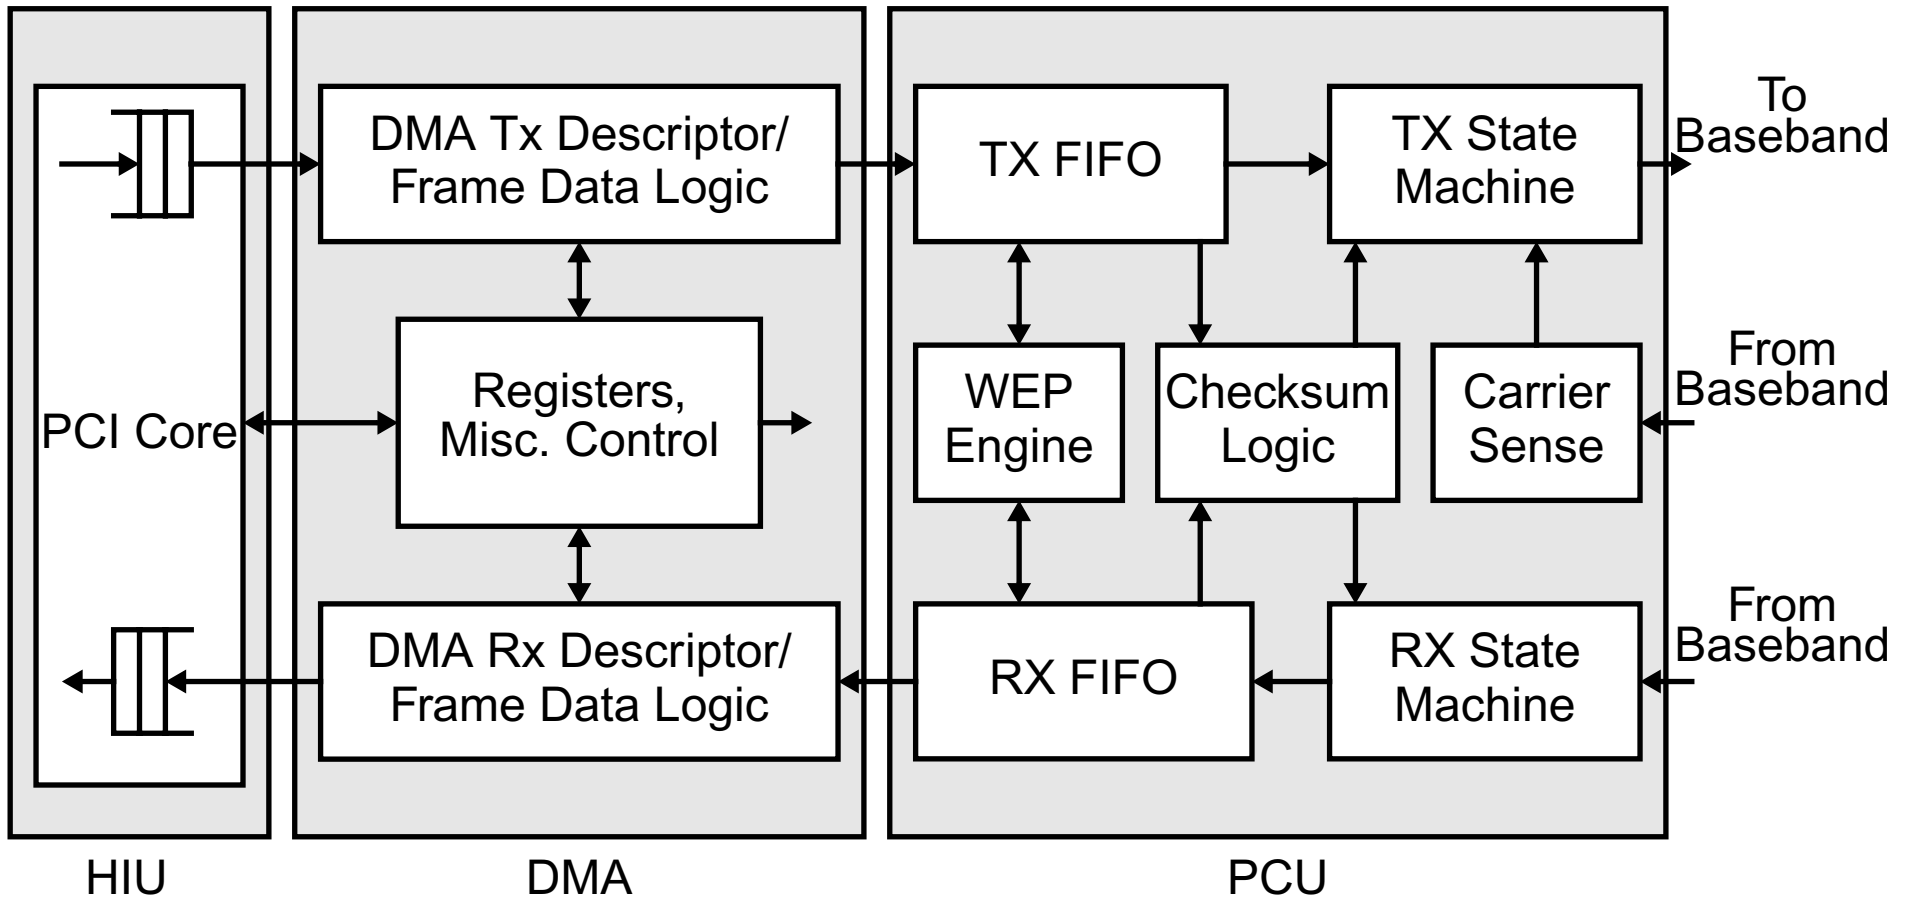 DMA Tx Descriptor/
Frame Data Logic
TX FIFO
TX State
Machine
To
Baseband
PCI Core
Registers,
Misc. Control
WEP
Engine
Checksum
Logic
Carrier
Sense
From
Baseband
DMA Rx Descriptor/
Frame Data Logic
RX FIFO
RX State
Machine
From
Baseband
HIU
DMA
PCU